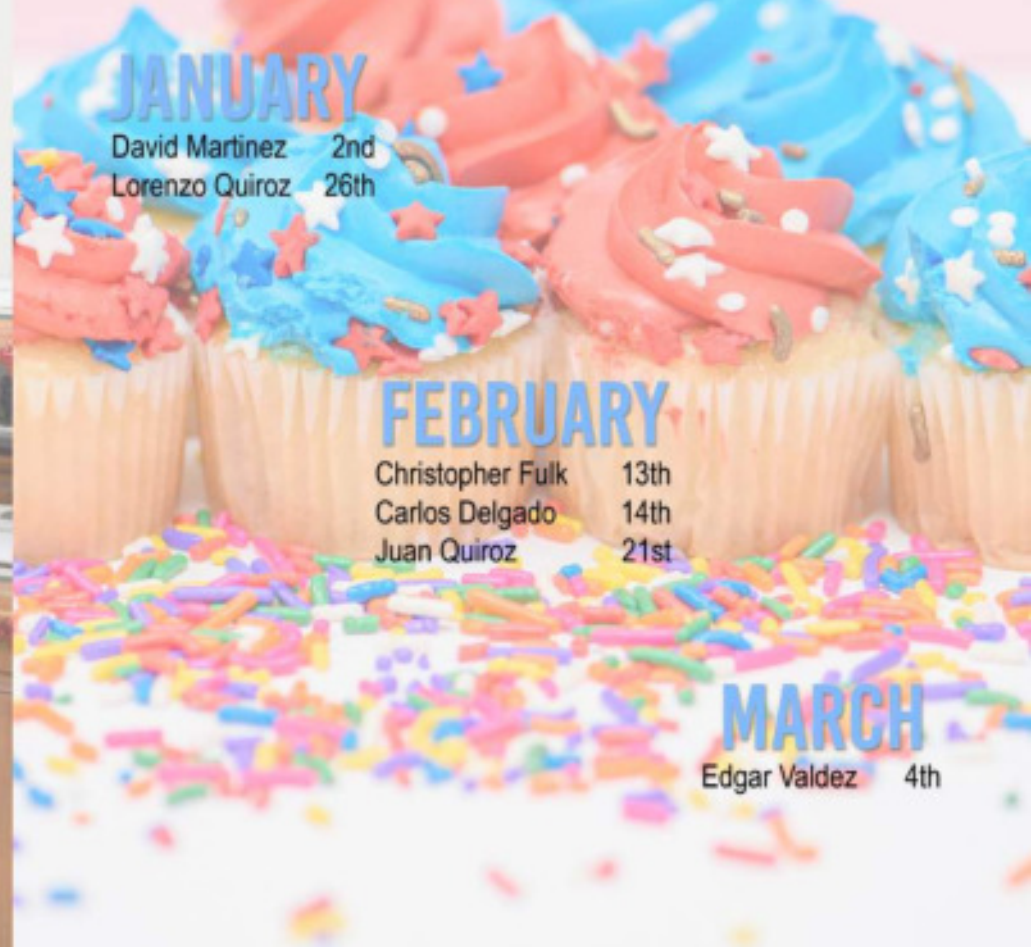 JANUARY
David Martinez 2nd
Lorenzo Quiroz 26th
FEBRUARY
Christopher Fulk 13th
Carlos Delgado 14th
Juan Quiroz 21st
MARCH
Edgar Valdez 4th